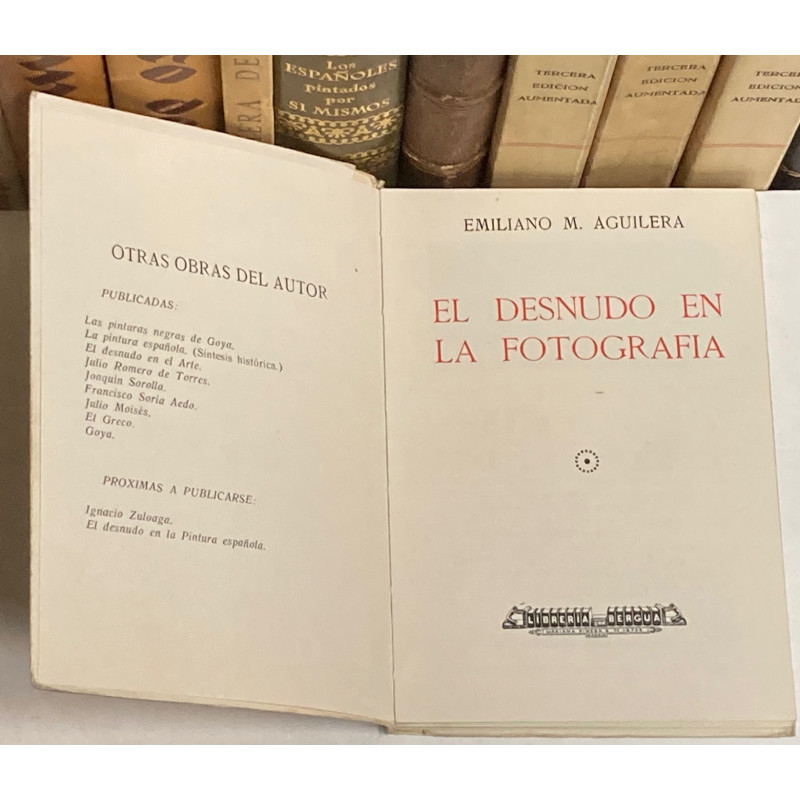 ERA DE
LOS
ESPAÑOLES
pintados
por
SI MISMOS
TERCERA
EDICION
AUMENTADA
TERCERA
EDICION
AUMENTADA
TERCERA
EDICION
AUMENTADA
OTRAS OBRAS DEL AUTOR
PUBLICADAS:
Las pinturas negras de Goya.
La pintura española. (Síntesis histórica.)
El desnudo en el Arte.
Julio Romero de Torres.
Joaquín Sorolla.
Francisco Soria Aedo.
Julio Moisés.
El Greco.
Goya.
PROXIMAS A PUBLICARSE:
Ignacio Zuloaga.
El desnudo en la Pintura española.
EMILIANO M. AGUILERA
EL DESNUDO EN
LA FOTOGRAFIA
LIBRERIA BERGUA